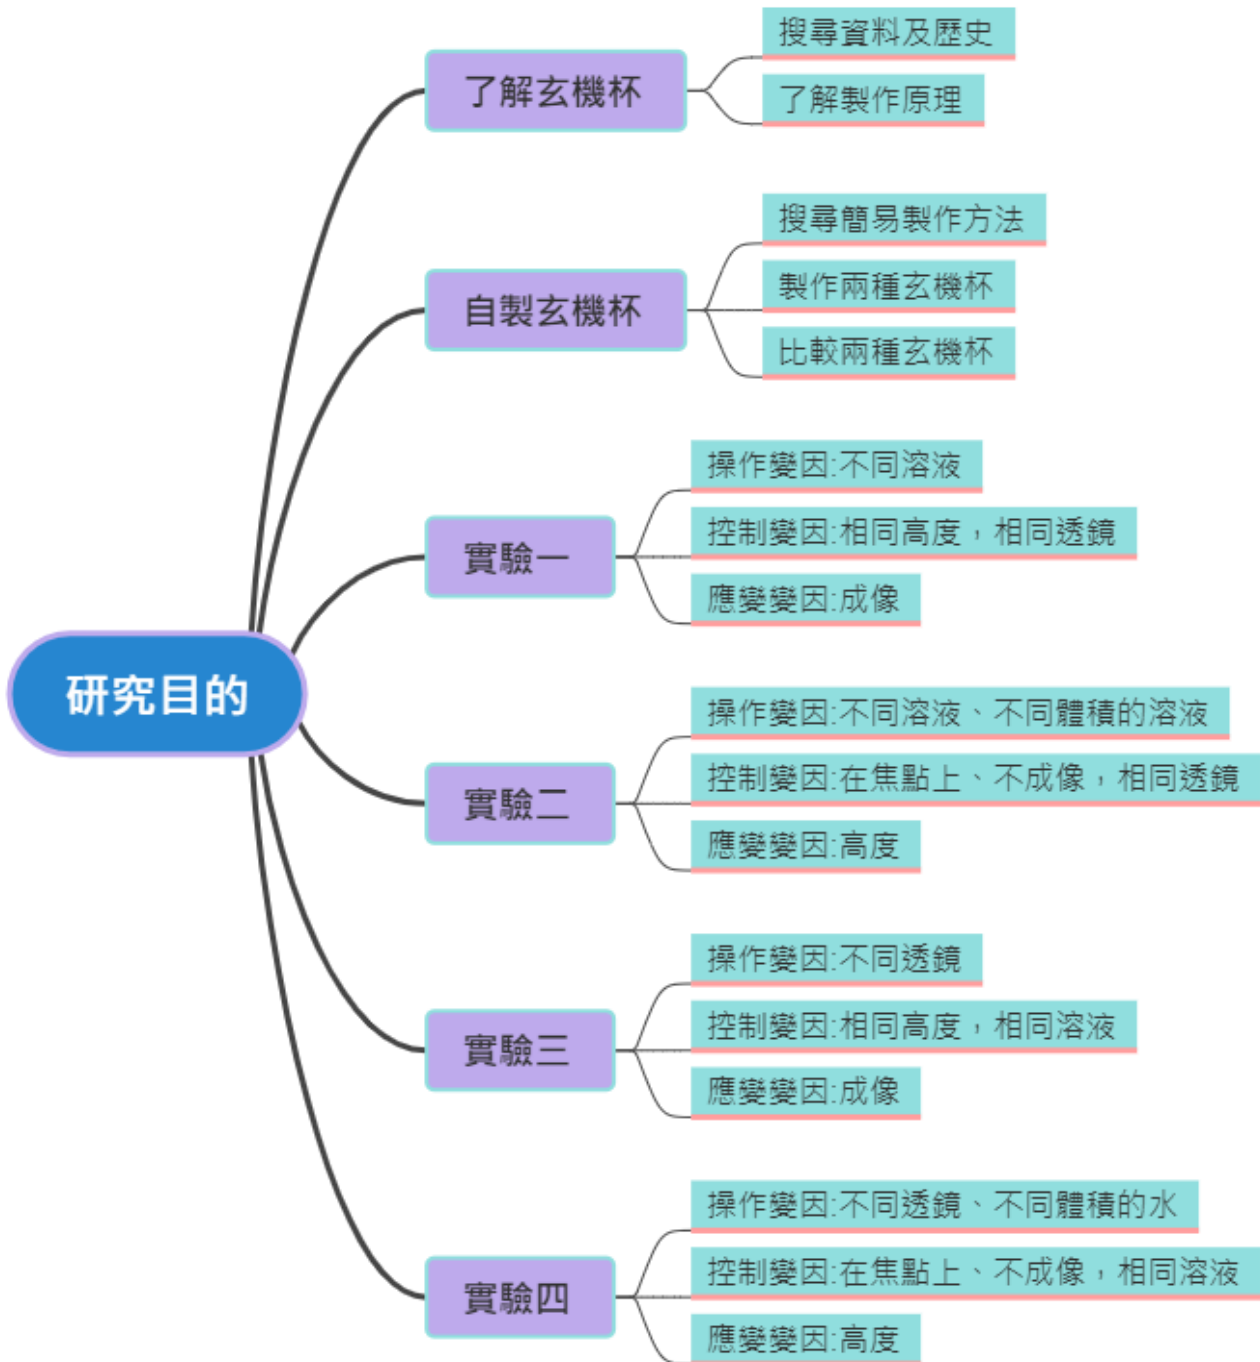 研究目的
了解玄機杯
搜尋資料及歷史
了解製作原理
自製玄機杯
搜尋簡易製作方法
製作兩種玄機杯
比較兩種玄機杯
實驗一
操作變因:不同溶液
控制變因:相同高度，相同透鏡
應變變因:成像
實驗二
操作變因:不同溶液、不同體積的溶液
控制變因:在焦點上、不成像，相同透鏡
應變變因:高度
實驗三
操作變因:不同透鏡
控制變因:相同高度，相同溶液
應變變因:成像
實驗四
操作變因:不同透鏡、不同體積的水
控制變因:在焦點上、不成像，相同溶液
應變變因:高度